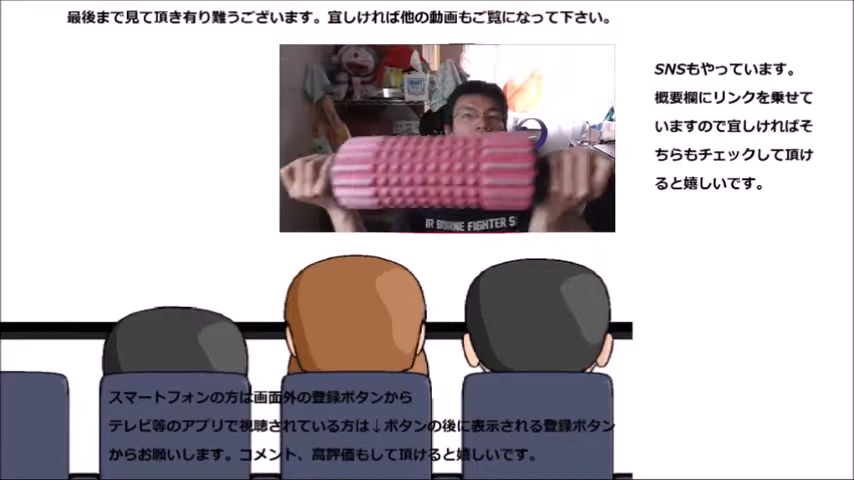 最後まで見て頂き有り難うございます。宜しければ他の動画もご覧になって下さい。
SNSもやっています。
概要欄にリンクを乗せて
いますので宜しければそ
ちらもチェックして頂け
ると嬉しいです。
FIGHTER S
スマートフォンの方は画面外の登録ボタンから
テレビ等のアプリで視聴されている方は↓ボタンの後に表示される登録ボタン
からお願いします。コメント、高評価もして頂けると嬉しいです。